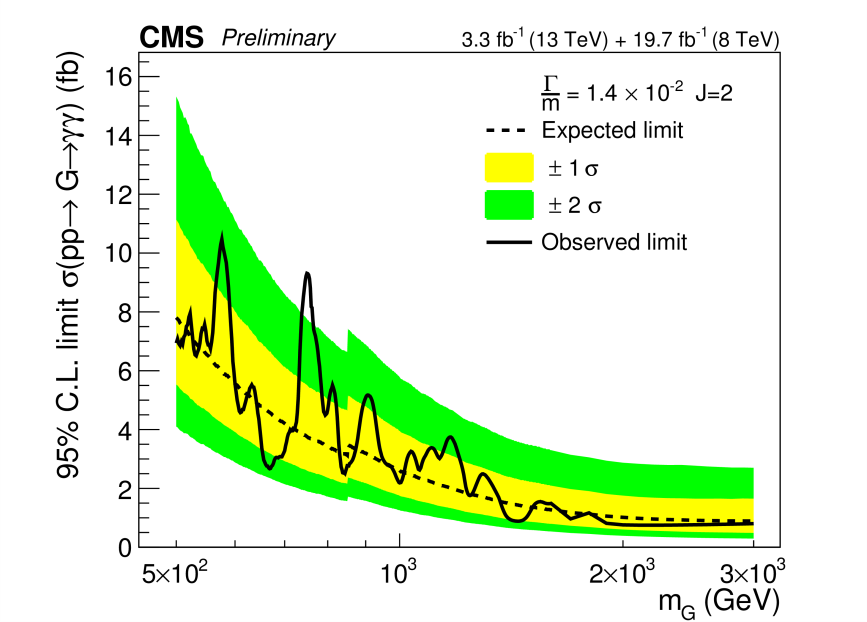 CMS Preliminary 3.3 fb⁻¹ (13 TeV) + 19.7 fb⁻¹ (8 TeV)
95% C.L. limit σ(pp→ G→γγ) (fb)
Γ/m = 1.4 × 10⁻² J=2
Expected limit
± 1 σ
± 2 σ
Observed limit
16
14
12
10
8
6
4
2
0
5×10² 10³ 2×10³ 3×10³
m_G (GeV)